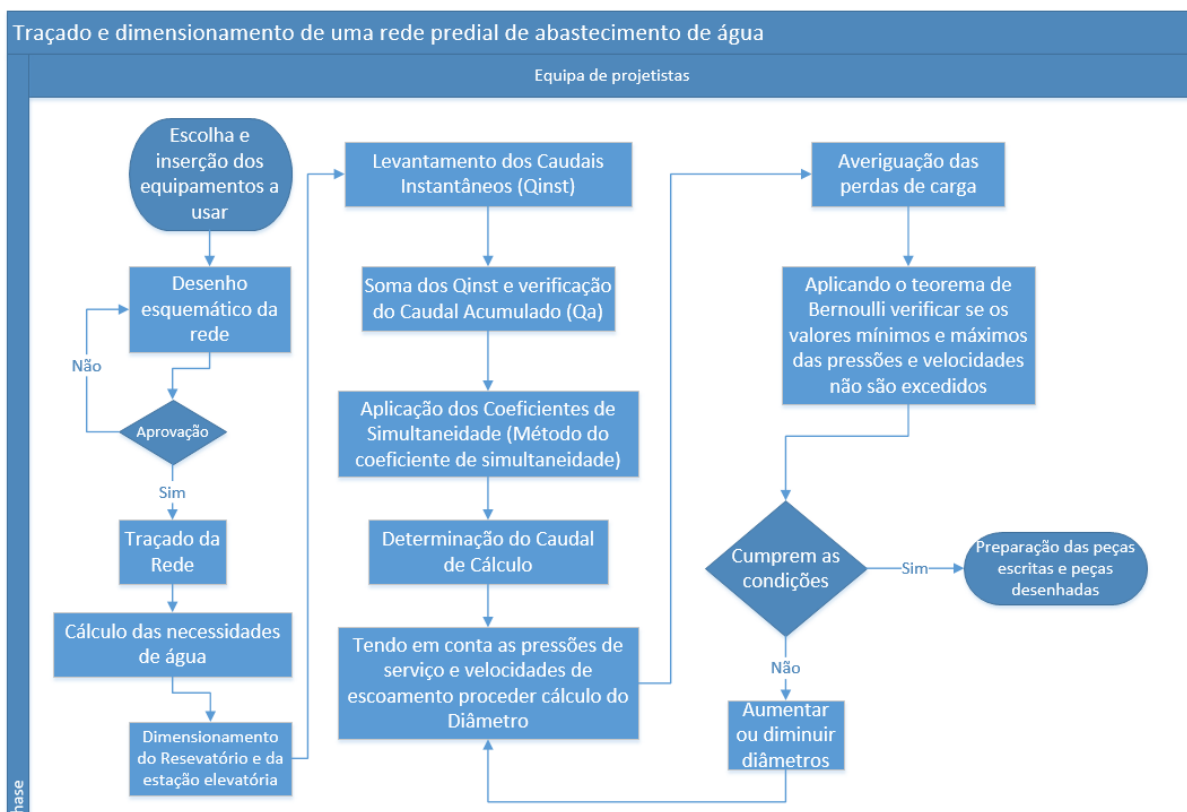 Traçado e dimensionamento de uma rede predial de abastecimento de água
Equipa de projetistas
Escolha e
inserção dos
equipamentos a
usar
Desenho
esquemático da
rede
Não
Aprovação
Sim
Traçado da
Rede
Cálculo das necessidades
de água
Dimensionamento
do Resevatório e da
estação elevatória
Levantamento dos Caudais
Instantâneos (Qinst)
Soma dos Qinst e verificação
do Caudal Acumulado (Qa)
Aplicação dos Coeficientes de
Simultaneidade (Método do
coeficiente de simultaneidade)
Determinação do Caudal
de Cálculo
Tendo em conta as pressões de
serviço e velocidades de
escoamento proceder cálculo do
Diâmetro
Averiguação das
perdas de carga
Aplicando o teorema de
Bernoulli verificar se os
valores mínimos e máximos
das pressões e velocidades
não são excedidos
Cumprem as
condições
Sim
Preparação das peças
escritas e peças
desenhadas
Não
Aumentar
ou diminuir
diâmetros
hase